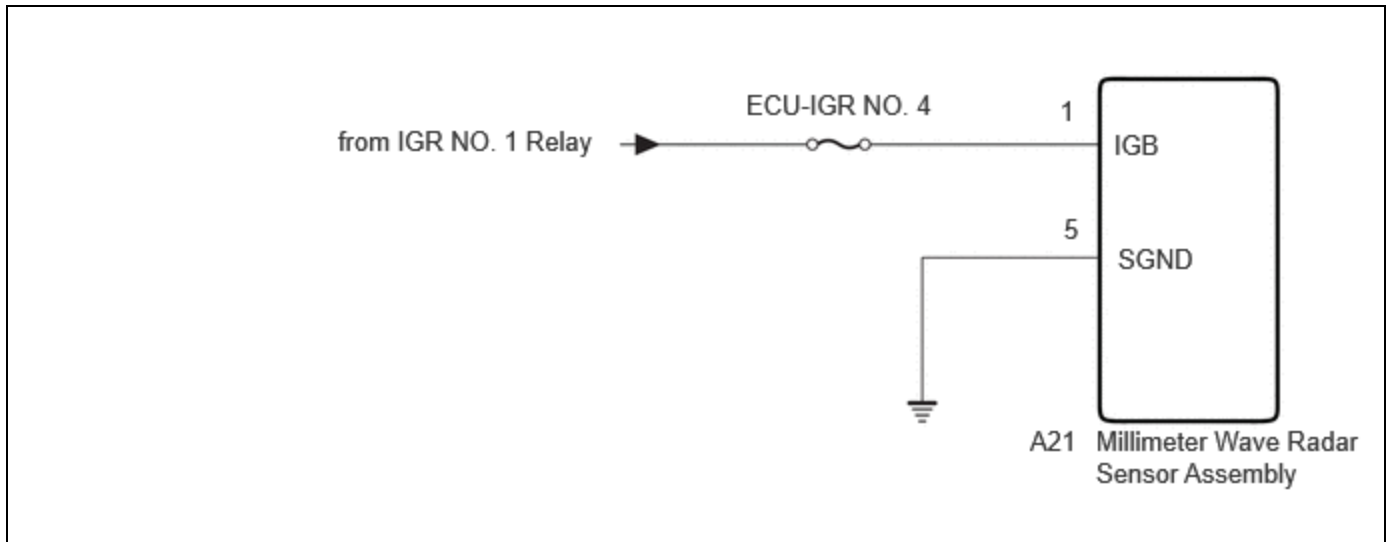 ECU-IGR NO. 4
1
from IGR NO. 1 Relay
IGB
5
SGND
A21 Millimeter Wave Radar
Sensor Assembly